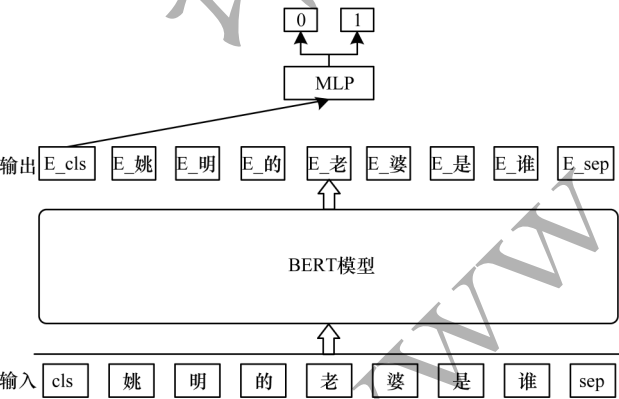 0 1
MLP
输出 E_cls E_姚 E_明 E_的 E_老 E_婆 E_是 E_谁 E_sep
BERT模型
输入 cls 姚 明 的 老 婆 是 谁 sep